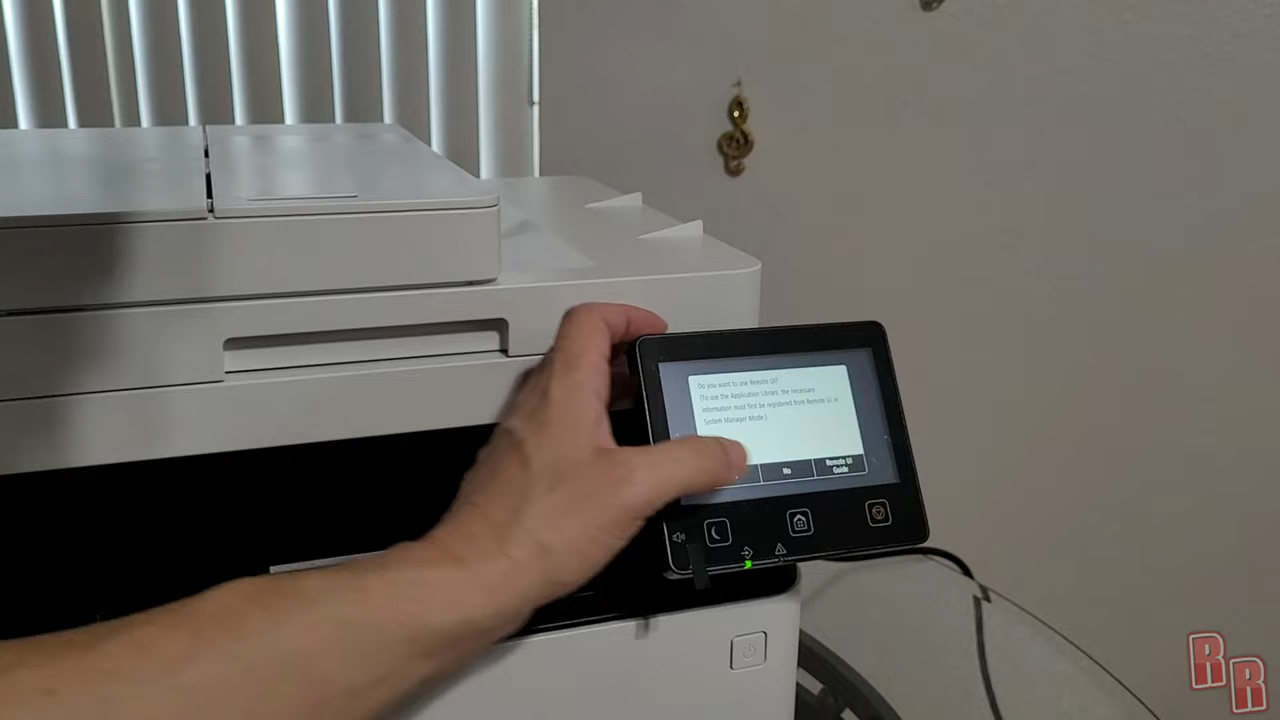 Do you want to use Remote UI?
(To use the Application Library, the necessary
information must first be registered from Remote UI in
System Manager Mode.)
No
Remote UI
Guide
RR